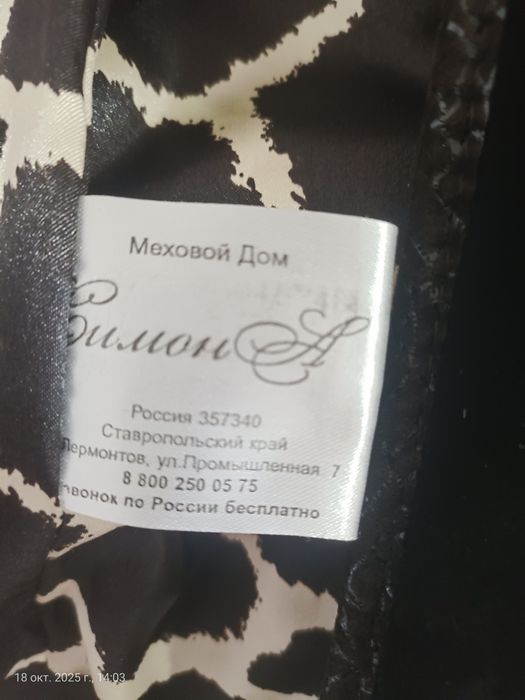 Меховой Дом
Симон А
Россия 357340
Ставропольский край
Лермонтов, ул.Промышленная 7
8 800 250 05 75
звонок по России бесплатно
18 окт. 2025 г., 14:03